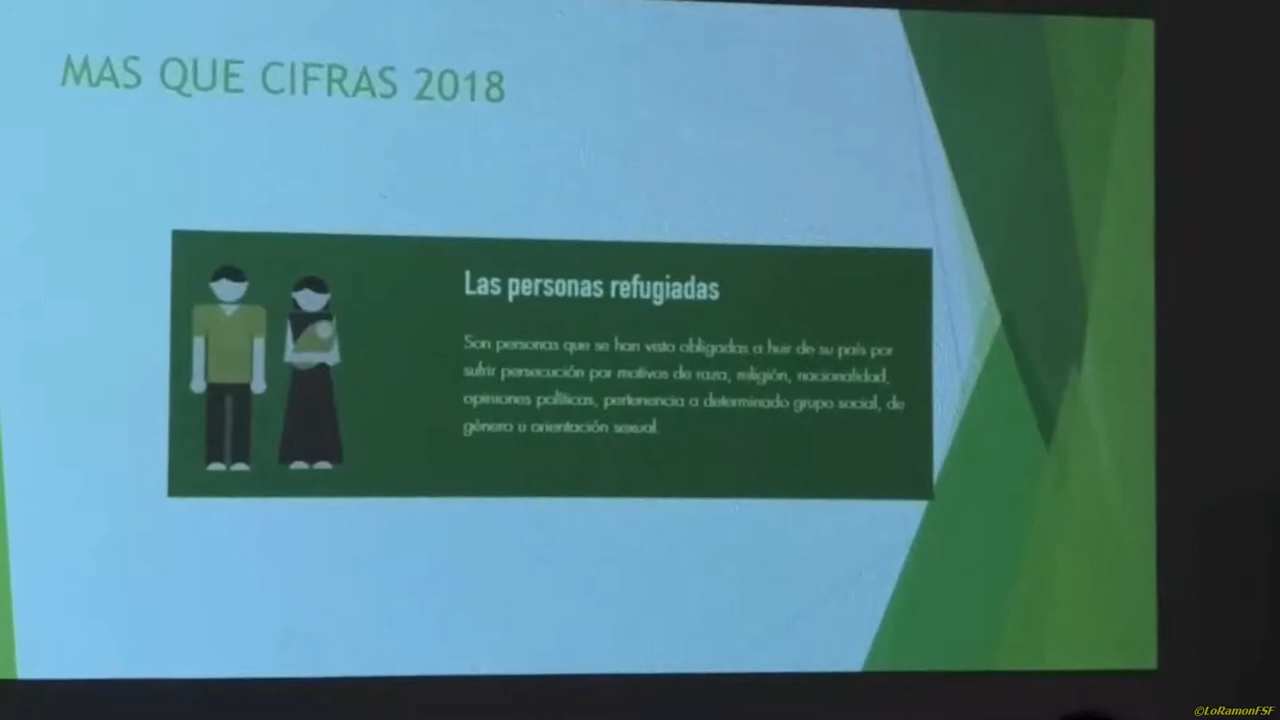 MAS QUE CIFRAS 2018
Las personas refugiadas
Son personas que se han visto obligadas a huir de su país por
sufrir persecución por motivos de raza, religión, nacionalidad,
opiniones políticas, pertenencia a determinado grupo social, de
género u orientación sexual.
©LoRamonFSF